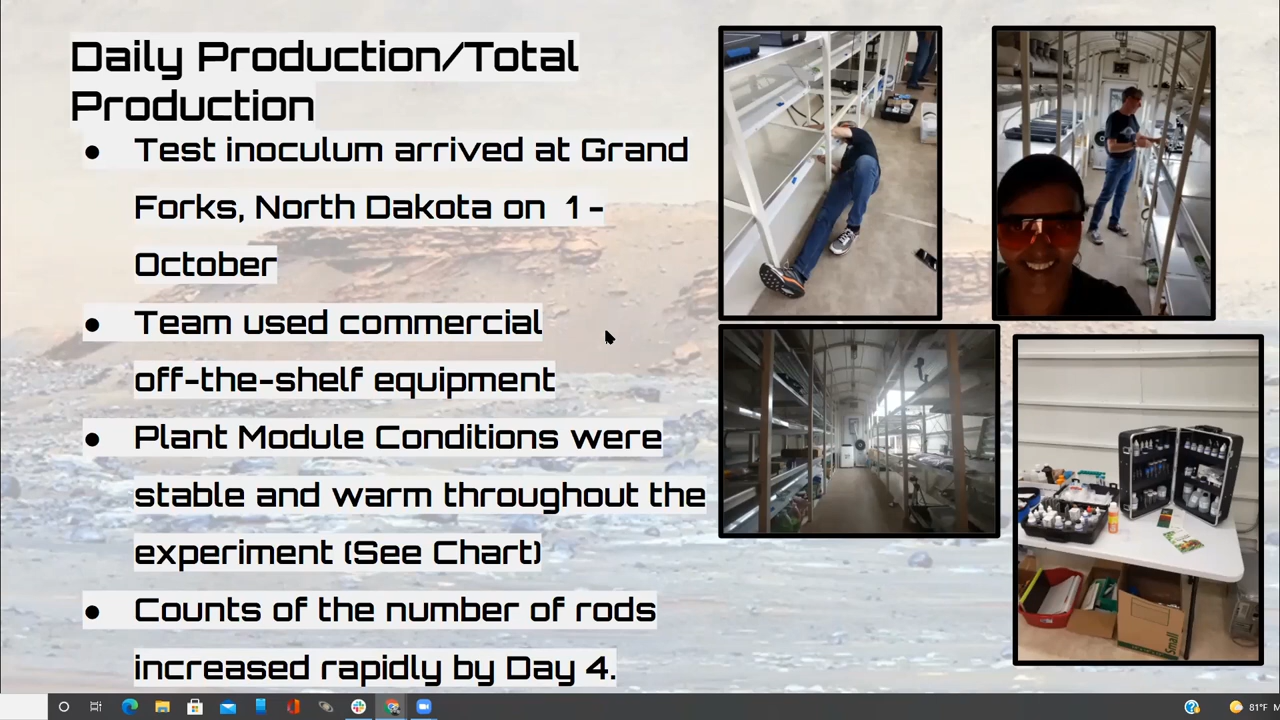 Daily Production/Total
Production
● Test inoculum arrived at Grand
Forks, North Dakota on 1 -
October
● Team used commercial
off-the-shelf equipment
● Plant Module Conditions were
stable and warm throughout the
experiment (See Chart)
● Counts of the number of rods
increased rapidly by Day 4.
Small
81°F M